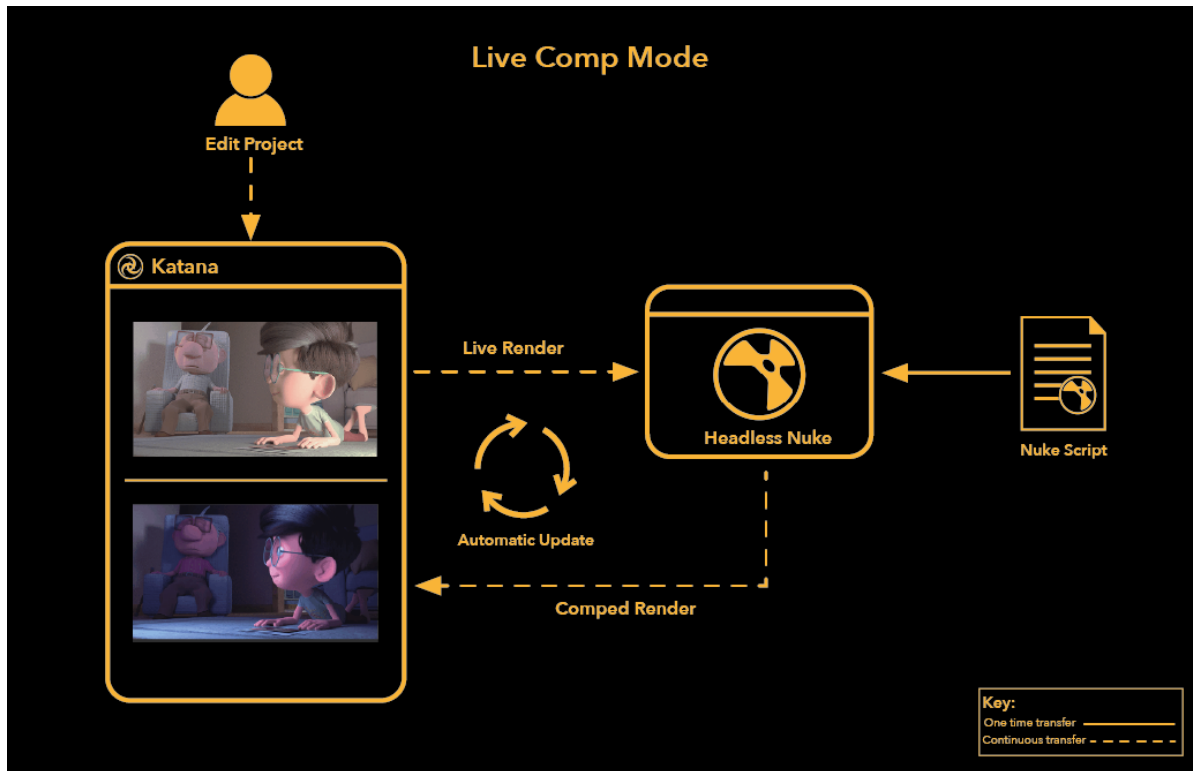 Live Comp Mode
Edit Project
Katana
Live Render
Headless Nuke
Nuke Script
Automatic Update
Comped Render
Key:
One time transfer
Continuous transfer